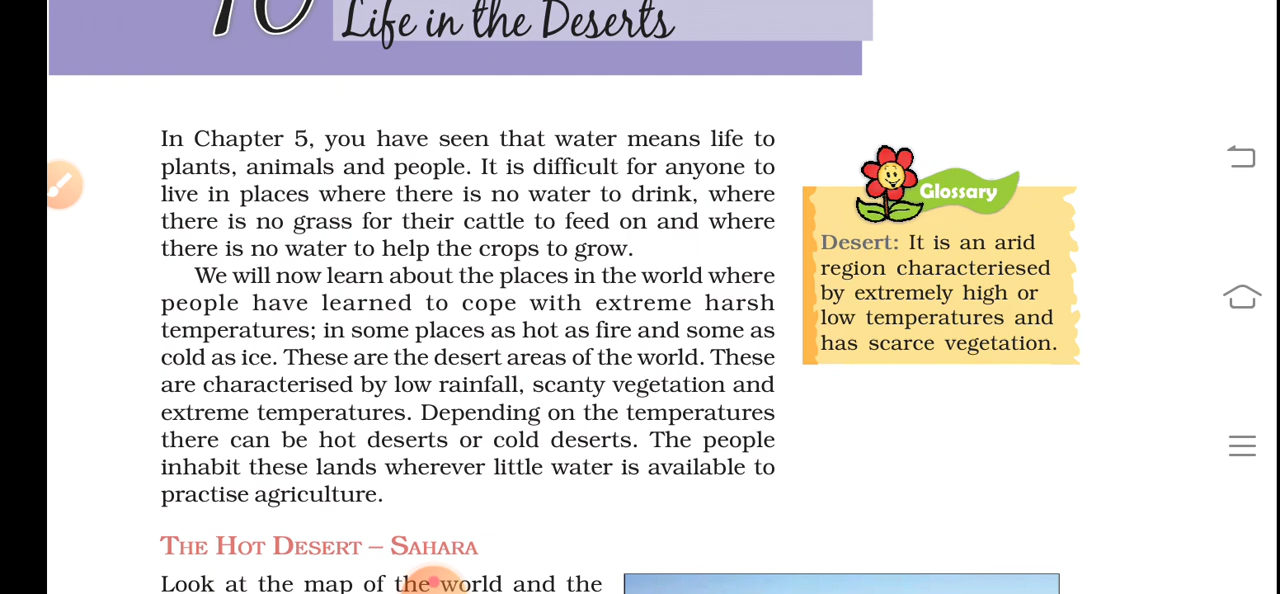 10
Life in the Deserts
In Chapter 5, you have seen that water means life to
plants, animals and people. It is difficult for anyone to
live in places where there is no water to drink, where
there is no grass for their cattle to feed on and where
there is no water to help the crops to grow.
We will now learn about the places in the world where
people have learned to cope with extreme harsh
temperatures; in some places as hot as fire and some as
cold as ice. These are the desert areas of the world. These
are characterised by low rainfall, scanty vegetation and
extreme temperatures. Depending on the temperatures
there can be hot deserts or cold deserts. The people
inhabit these lands wherever little water is available to
practise agriculture.
Glossary
Desert: It is an arid
region characteriesed
by extremely high or
low temperatures and
has scarce vegetation.
THE HOT DESERT – SAHARA
Look at the map of the world and the